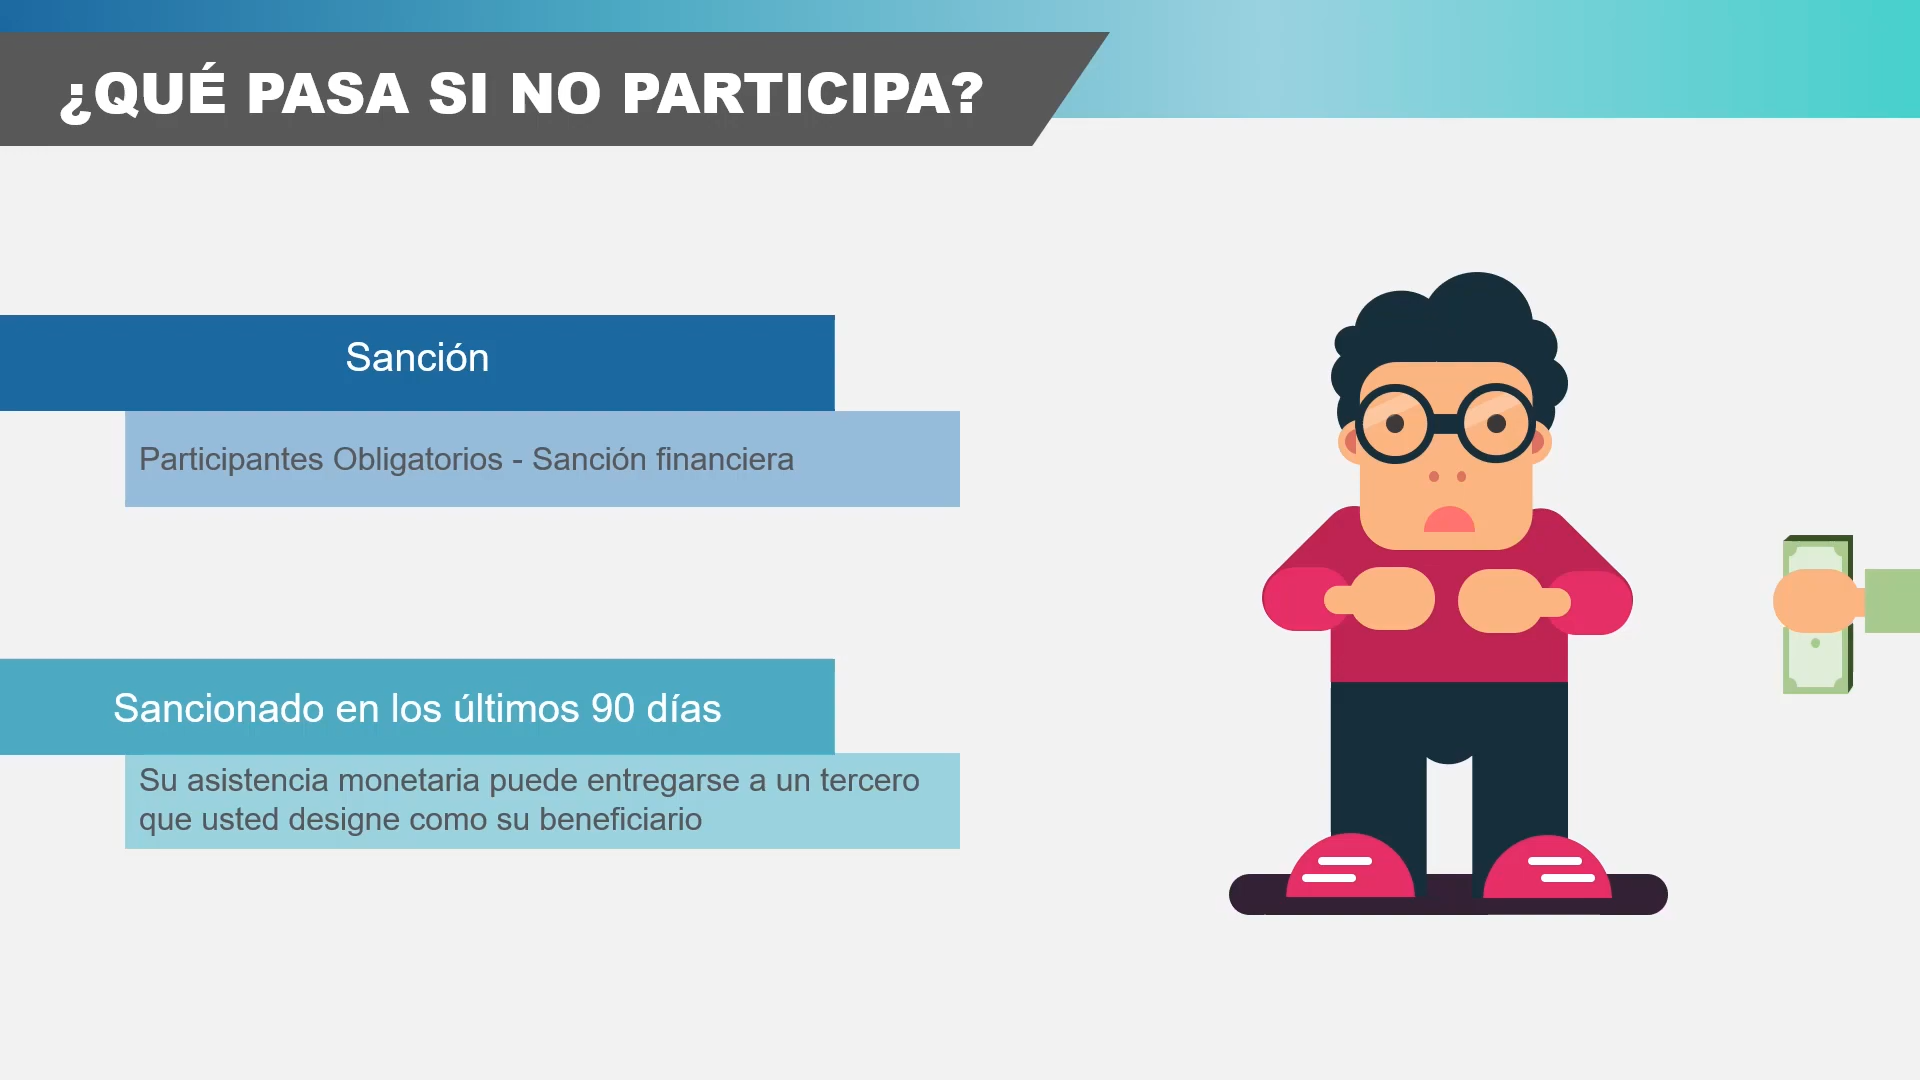 ¿QUÉ PASA SI NO PARTICIPA?
Sanción
Participantes Obligatorios - Sanción financiera
Sancionado en los últimos 90 días
Su asistencia monetaria puede entregarse a un tercero
que usted designe como su beneficiario